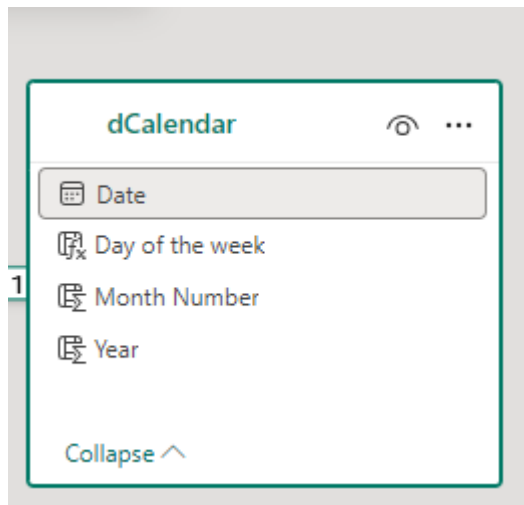 dCalendar
Date
Day of the week
1
Month Number
Year
Collapse